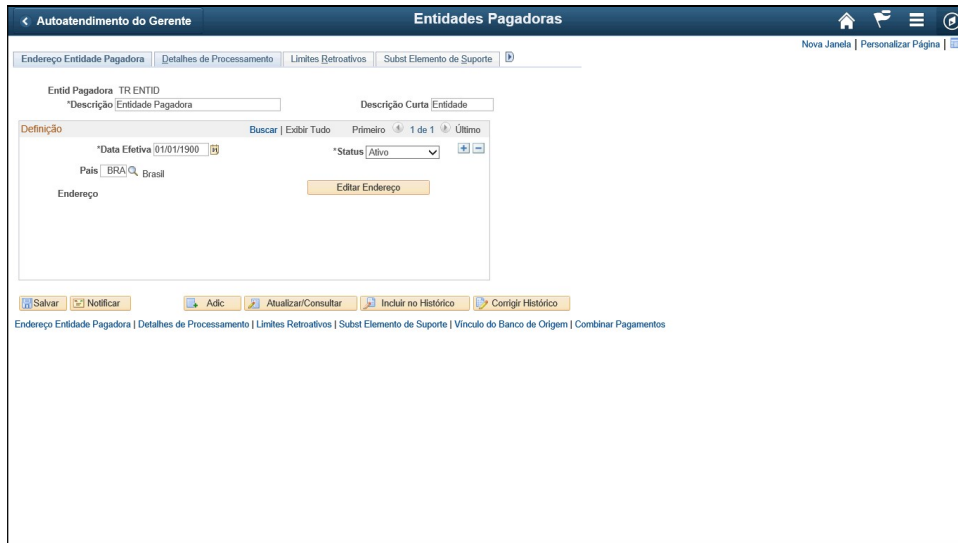 Autoatendimento do Gerente
Entidades Pagadoras
Nova Janela | Personalizar Página |
Endereço Entidade Pagadora Detalhes de Processamento Limites Retroativos Subst Elemento de Suporte
Entid Pagadora TR ENTID
*Descrição Entidade Pagadora Descrição Curta Entidade
Definição Buscar | Exibir Tudo Primeiro 1 de 1 Último
*Data Efetiva 01/01/1900 *Status Ativo
País BRA Brasil
Endereço Editar Endereço
Salvar Notificar Adic Atualizar/Consultar Incluir no Histórico Corrigir Histórico
Endereço Entidade Pagadora | Detalhes de Processamento | Limites Retroativos | Subst Elemento de Suporte | Vínculo do Banco de Origem | Combinar Pagamentos